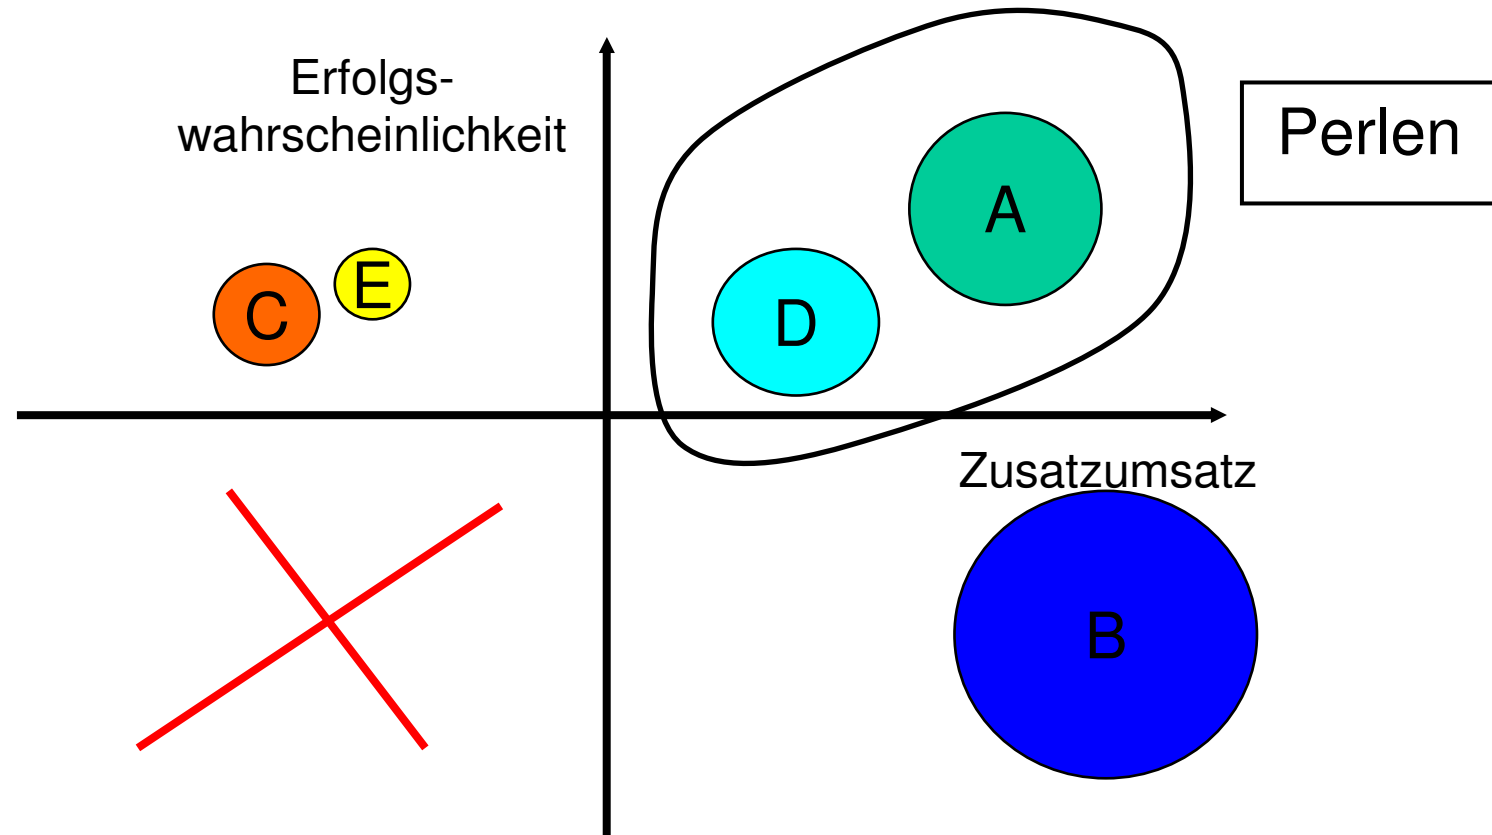 Erfolgs-
wahrscheinlichkeit
Perlen
A
E
C
D
Zusatzumsatz
B